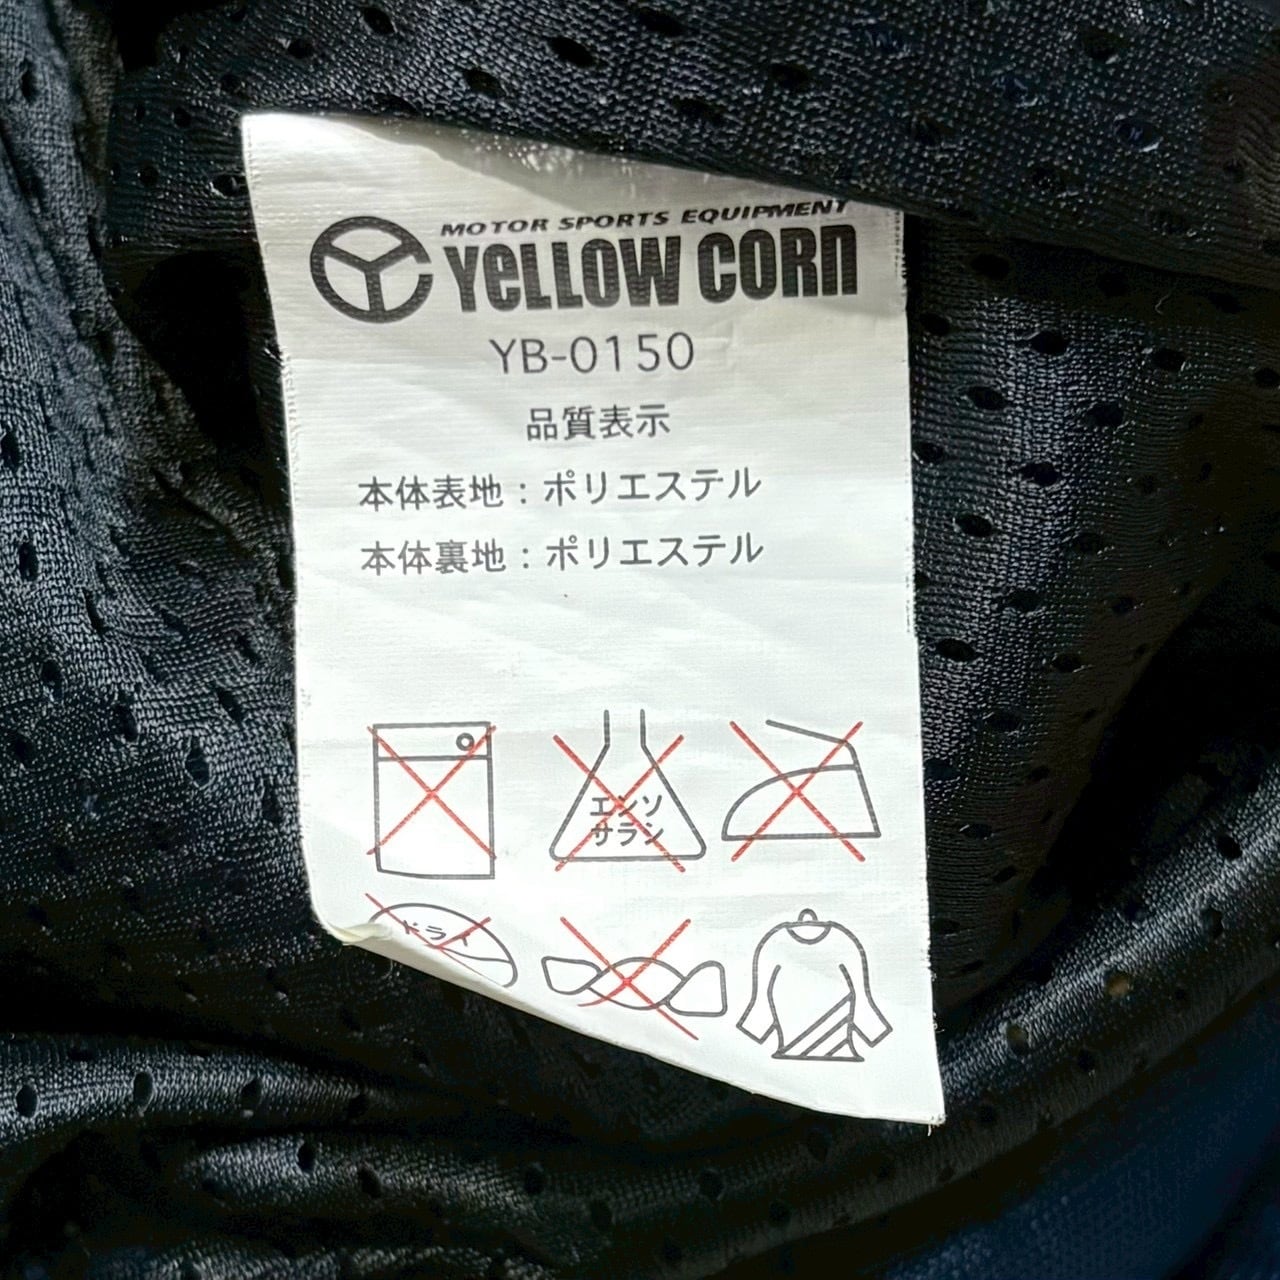 MOTOR SPORTS EQUIPMENT
YELLOW CORN
YB-0150
品質表示
本体表地：ポリエステル
本体裏地：ポリエステル
エンソ
サラシ
ドライ